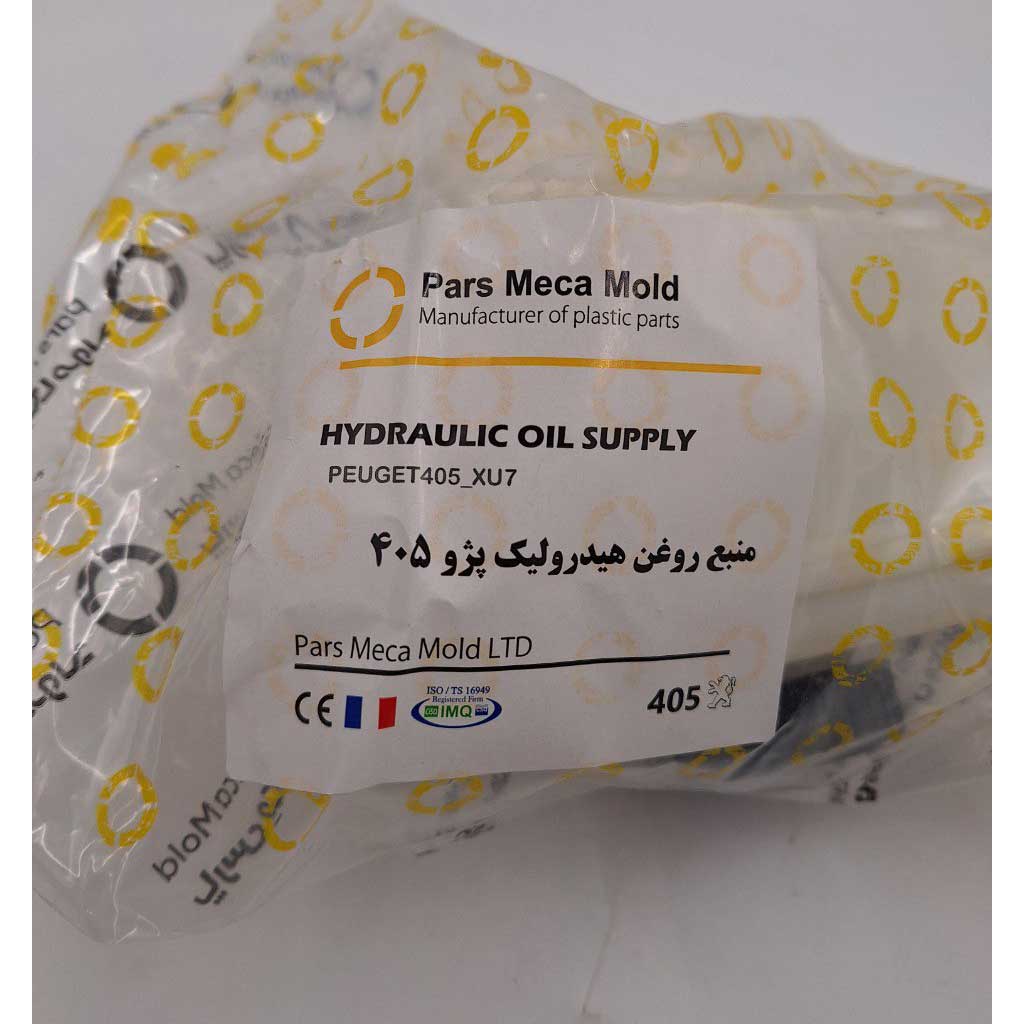 Pars Meca Mold
Manufacturer of plastic parts
HYDRAULIC OIL SUPPLY
PEUGET405_XU7
منبع روغن هیدرولیک پژو ۴۰۵
Pars Meca Mold LTD
CE
ISO / TS 16949
Registered Firm
IMQ
405